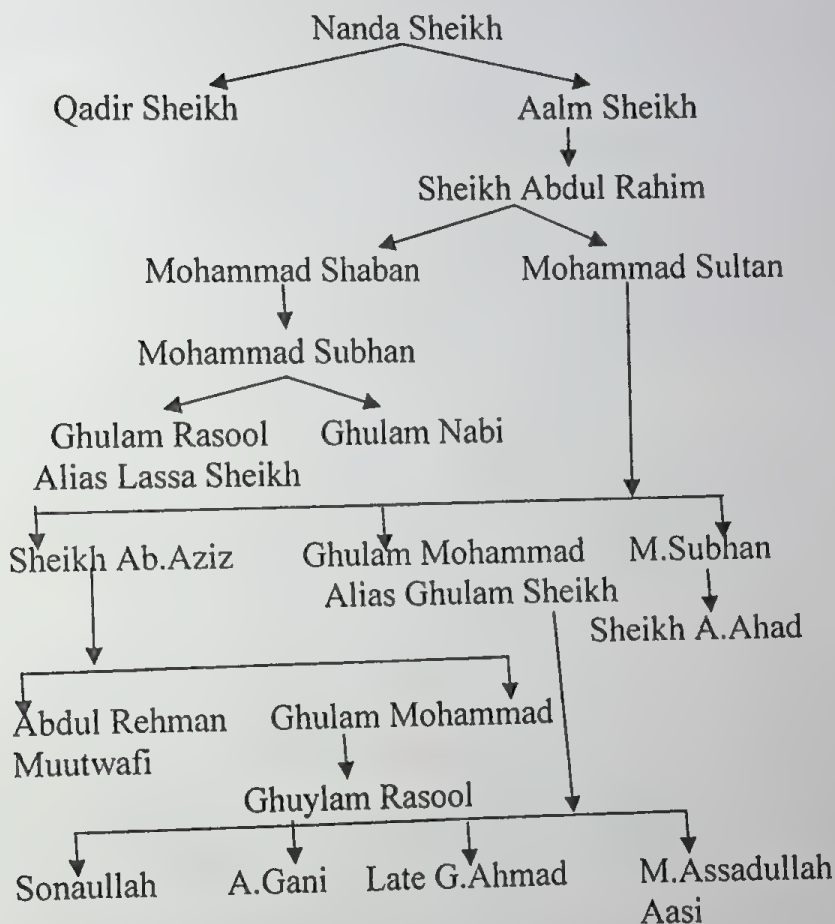 Nanda Sheikh
Qadir Sheikh
Aalm Sheikh
Sheikh Abdul Rahim
Mohammad Shaban
Mohammad Sultan
Mohammad Subhan
Ghulam Rasool
Alias Lassa Sheikh
Ghulam Nabi
Sheikh Ab.Aziz
Ghulam Mohammad
Alias Ghulam Sheikh
M.Subhan
Sheikh A.Ahad
Abdul Rehman
Muutwafi
Ghulam Mohammad
Ghuylam Rasool
Sonaullah
A.Gani
Late G.Ahmad
M.Assadullah
Aasi